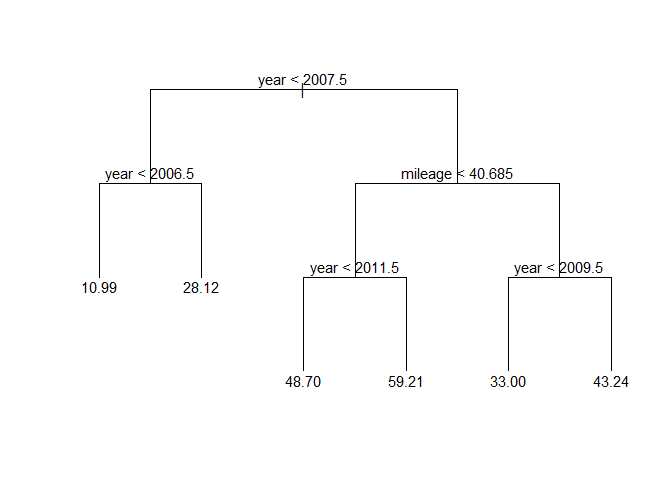 year < 2007.5
year < 2006.5
mileage < 40.685
year < 2011.5
year < 2009.5
10.99
28.12
48.70
59.21
33.00
43.24